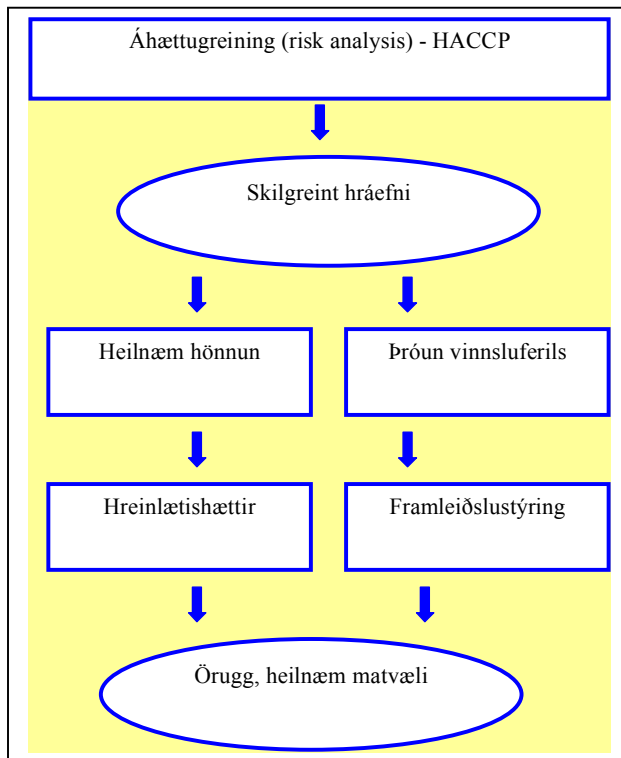 Áhættugreining (risk analysis) - HACCP
Skilgreint hráefni
Heilnæm hönnun
Þróun vinnsluferils
Hreinlætishættir
Framleiðslustýring
Örugg, heilnæm matvæli